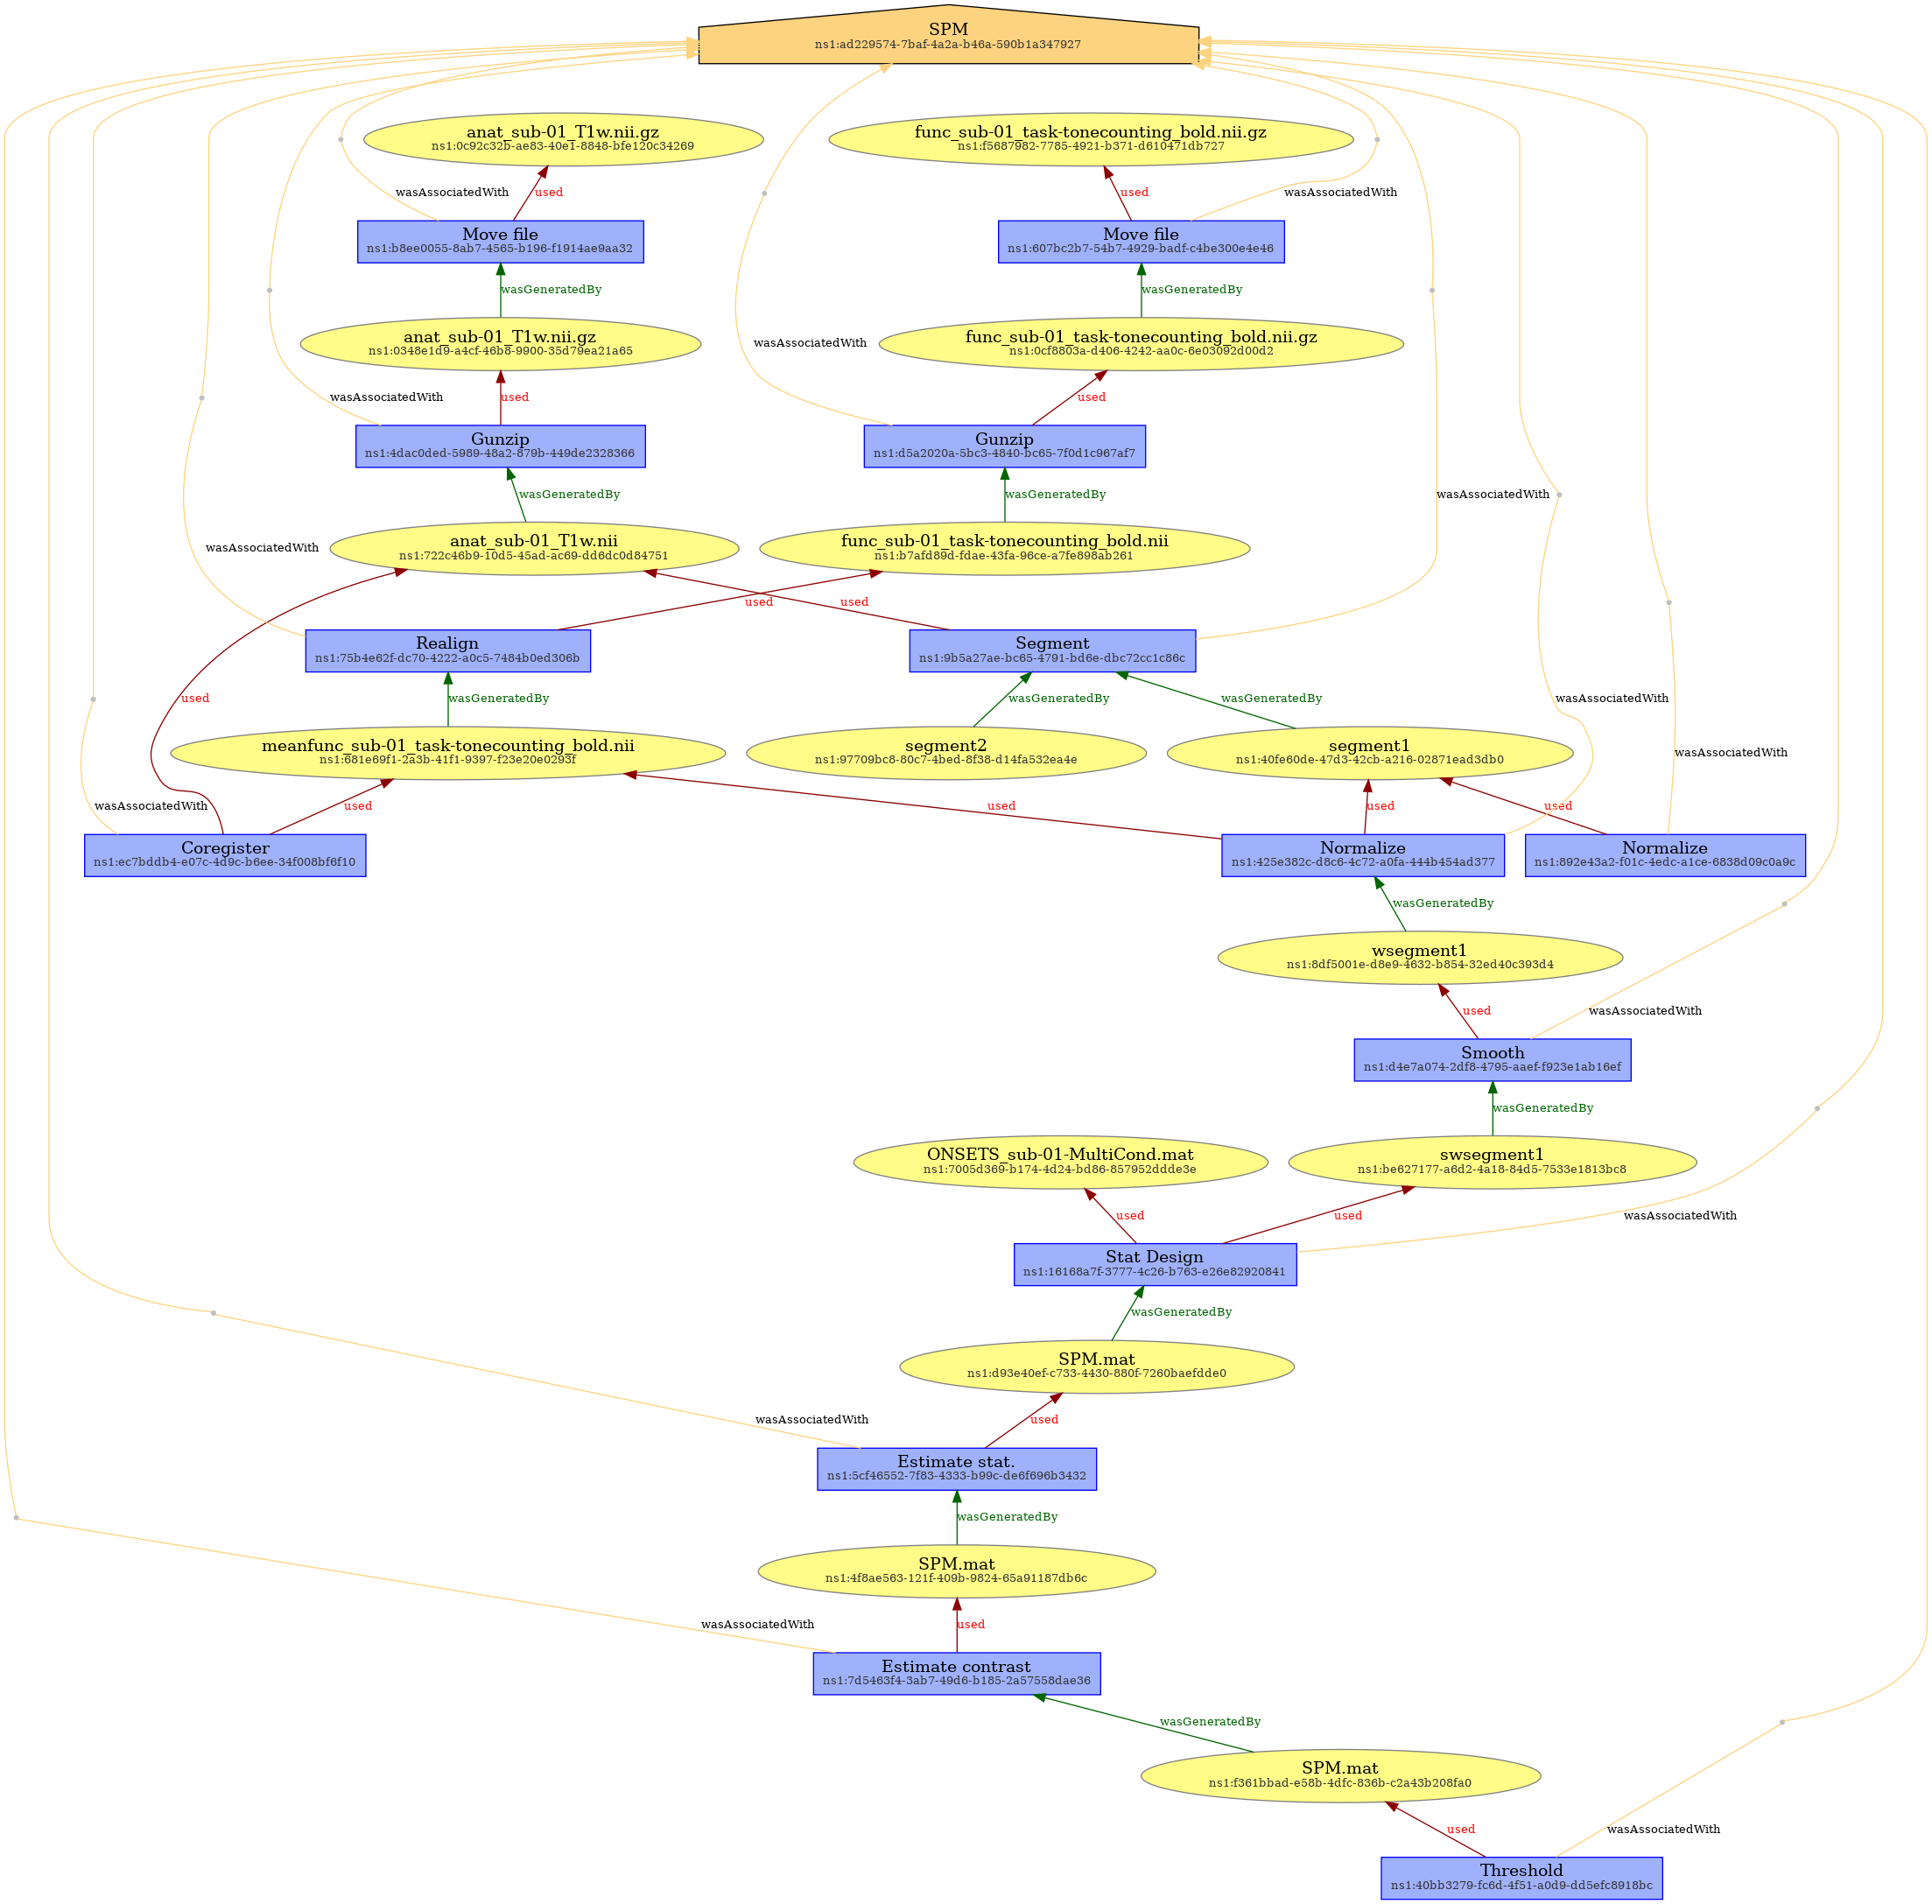 SPM
ns1:ad229574-7baf-4a2a-b46a-590b1a347927
anat_sub-01_T1w.nii.gz
ns1:0c92c32b-ae83-40e1-8848-bfe120c34269
func_sub-01_task-tonecounting_bold.nii.gz
ns1:f5687982-7785-4921-b371-d610471db727
wasAssociatedWith
used
used
wasAssociatedWith
Move file
ns1:b8ee0055-8ab7-4565-b196-f1914ae9aa32
Move file
ns1:607bc2b7-54b7-4929-badf-c4be300e4e46
wasGeneratedBy
wasGeneratedBy
anat_sub-01_T1w.nii.gz
ns1:0348e1d9-a4cf-46b8-9900-35d79ea21a65
func_sub-01_task-tonecounting_bold.nii.gz
ns1:0cf8803a-d406-4242-aa0c-6e03092d00d2
wasAssociatedWith
used
wasAssociatedWith
used
Gunzip
ns1:4dac0ded-5989-48a2-879b-449de2328366
Gunzip
ns1:d5a2020a-5bc3-4840-bc65-7f0d1c967af7
wasGeneratedBy
wasGeneratedBy
wasAssociatedWith
anat_sub-01_T1w.nii
ns1:722c46b9-10d5-45ad-ac69-dd6dc0d84751
func_sub-01_task-tonecounting_bold.nii
ns1:b7afd89d-fdae-43fa-96ce-a7fe898ab261
wasAssociatedWith
used
used
Realign
ns1:75b4e62f-dc70-4222-a0c5-7484b0ed306b
Segment
ns1:9b5a27ae-bc65-4791-bd6e-dbc72cc1c86c
used
wasGeneratedBy
wasGeneratedBy
wasGeneratedBy
wasAssociatedWith
meanfunc_sub-01_task-tonecounting_bold.nii
ns1:681e69f1-2a3b-41f1-9397-f23e20e0293f
segment2
ns1:97709bc8-80c7-4bed-8f38-d14fa532ea4e
segment1
ns1:40fe60de-47d3-42cb-a216-02871ead3db0
wasAssociatedWith
wasAssociatedWith
used
used
used
used
Coregister
ns1:ec7bddb4-e07c-4d9c-b6ee-34f008bf6f10
Normalize
ns1:425e382c-d8c6-4c72-a0fa-444b454ad377
Normalize
ns1:892e43a2-f01c-4edc-a1ce-6838d09c0a9c
wasGeneratedBy
wsegment1
ns1:8df5001e-d8e9-4632-b854-32ed40c393d4
used
wasAssociatedWith
Smooth
ns1:d4e7a074-2df8-4795-aaef-f923e1ab16ef
wasGeneratedBy
ONSETS_sub-01-MultiCond.mat
ns1:7005d369-b174-4d24-bd86-857952ddde3e
swsegment1
ns1:be627177-a6d2-4a18-84d5-7533e1813bc8
used
used
wasAssociatedWith
Stat Design
ns1:16168a7f-3777-4c26-b763-e26e82920841
wasGeneratedBy
SPM.mat
ns1:d93e40ef-c733-4430-880f-7260baefdde0
wasAssociatedWith
used
Estimate stat.
ns1:5cf46552-7f83-4333-b99c-de6f696b3432
wasGeneratedBy
SPM.mat
ns1:4f8ae563-121f-409b-9824-65a91187db6c
wasAssociatedWith
used
Estimate contrast
ns1:7d5463f4-3ab7-49d6-b185-2a57558dae36
wasGeneratedBy
SPM.mat
ns1:f361bbad-e58b-4dfc-836b-c2a43b208fa0
used
wasAssociatedWith
Threshold
ns1:40bb3279-fc6d-4f51-a0d9-dd5efc8918bc